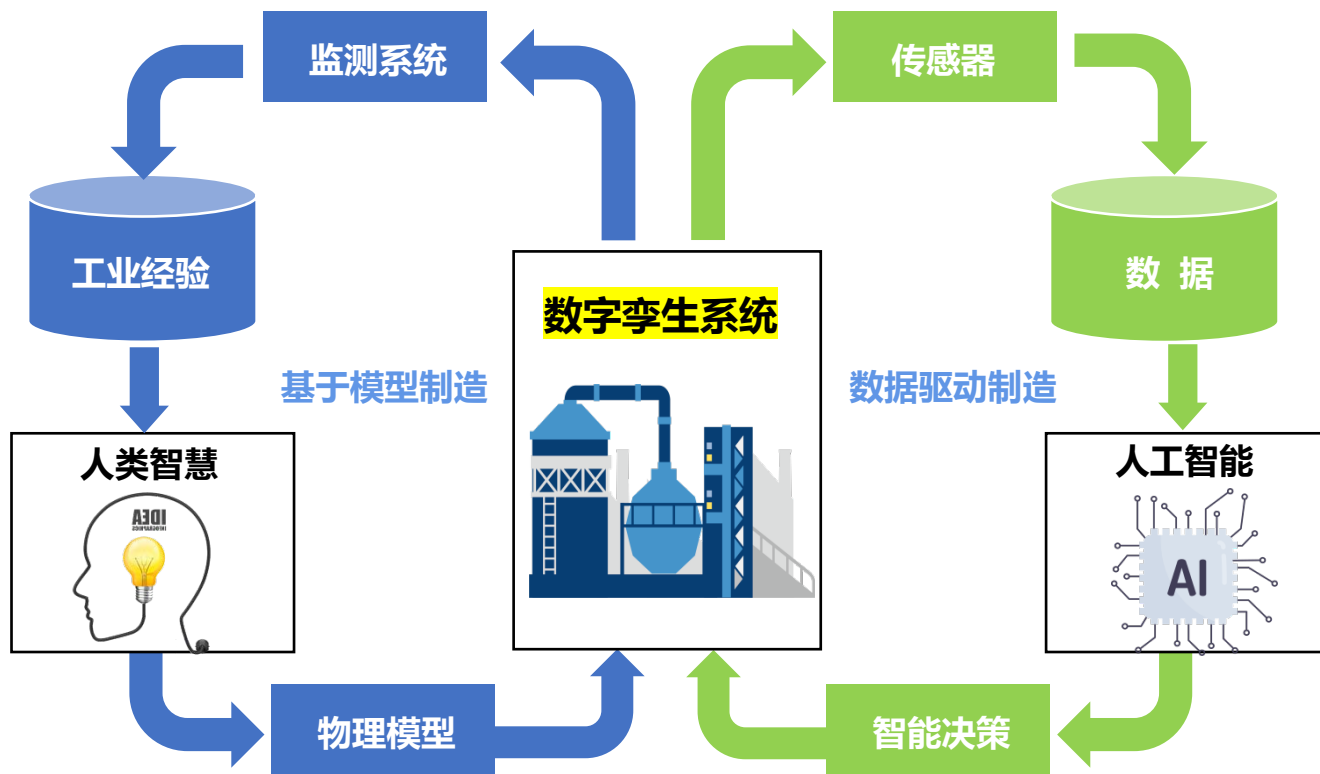 监测系统
传感器
工业经验
数 据
数字孪生系统
基于模型制造
数据驱动制造
人类智慧
人工智能
IDEA
INFOGRAPHICS
AI
物理模型
智能决策